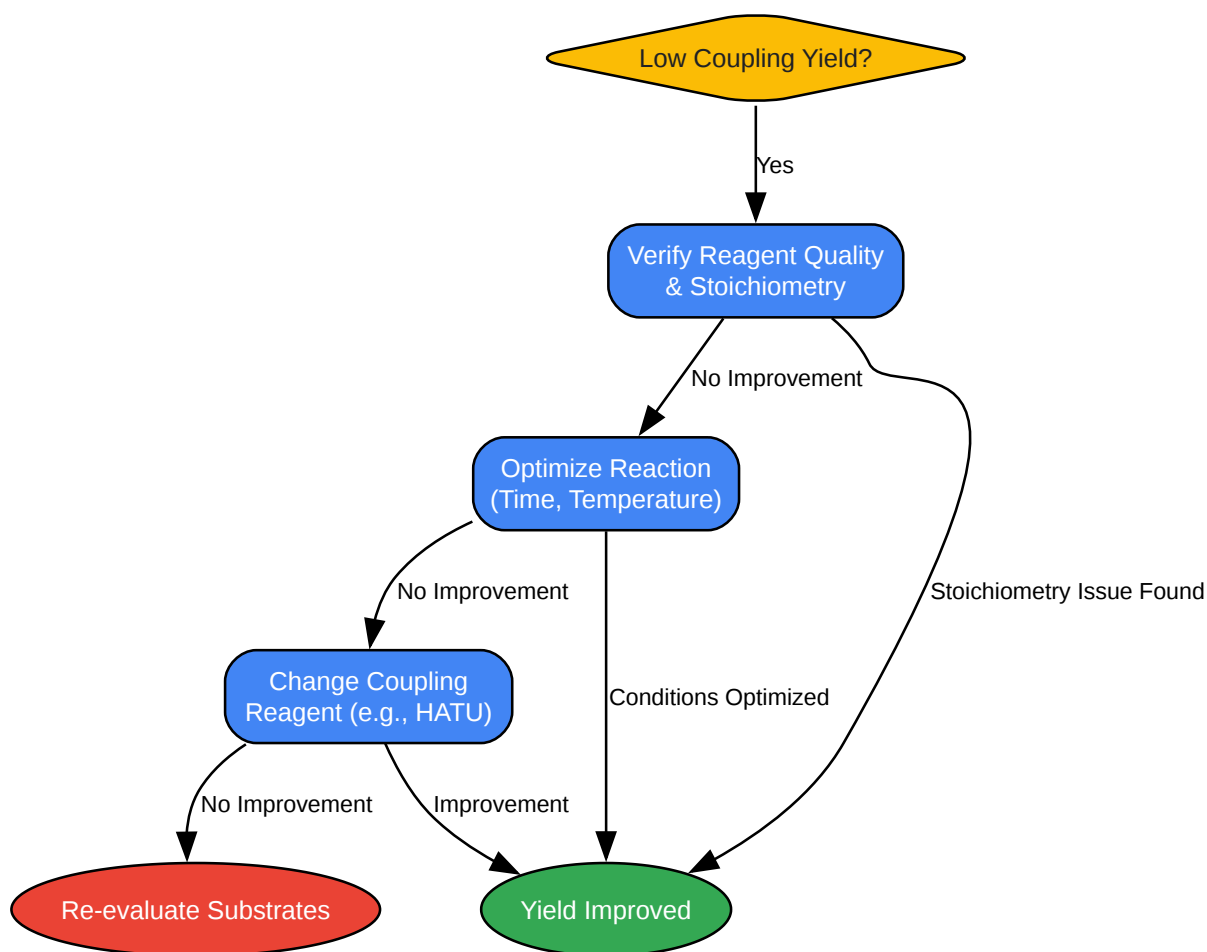 Low Coupling Yield?
Yes
Verify Reagent Quality
& Stoichiometry
No Improvement
Optimize Reaction
(Time, Temperature)
No Improvement
Stoichiometry Issue Found
Change Coupling
Reagent (e.g., HATU)
Conditions Optimized
No Improvement
Improvement
Re-evaluate Substrates
Yield Improved